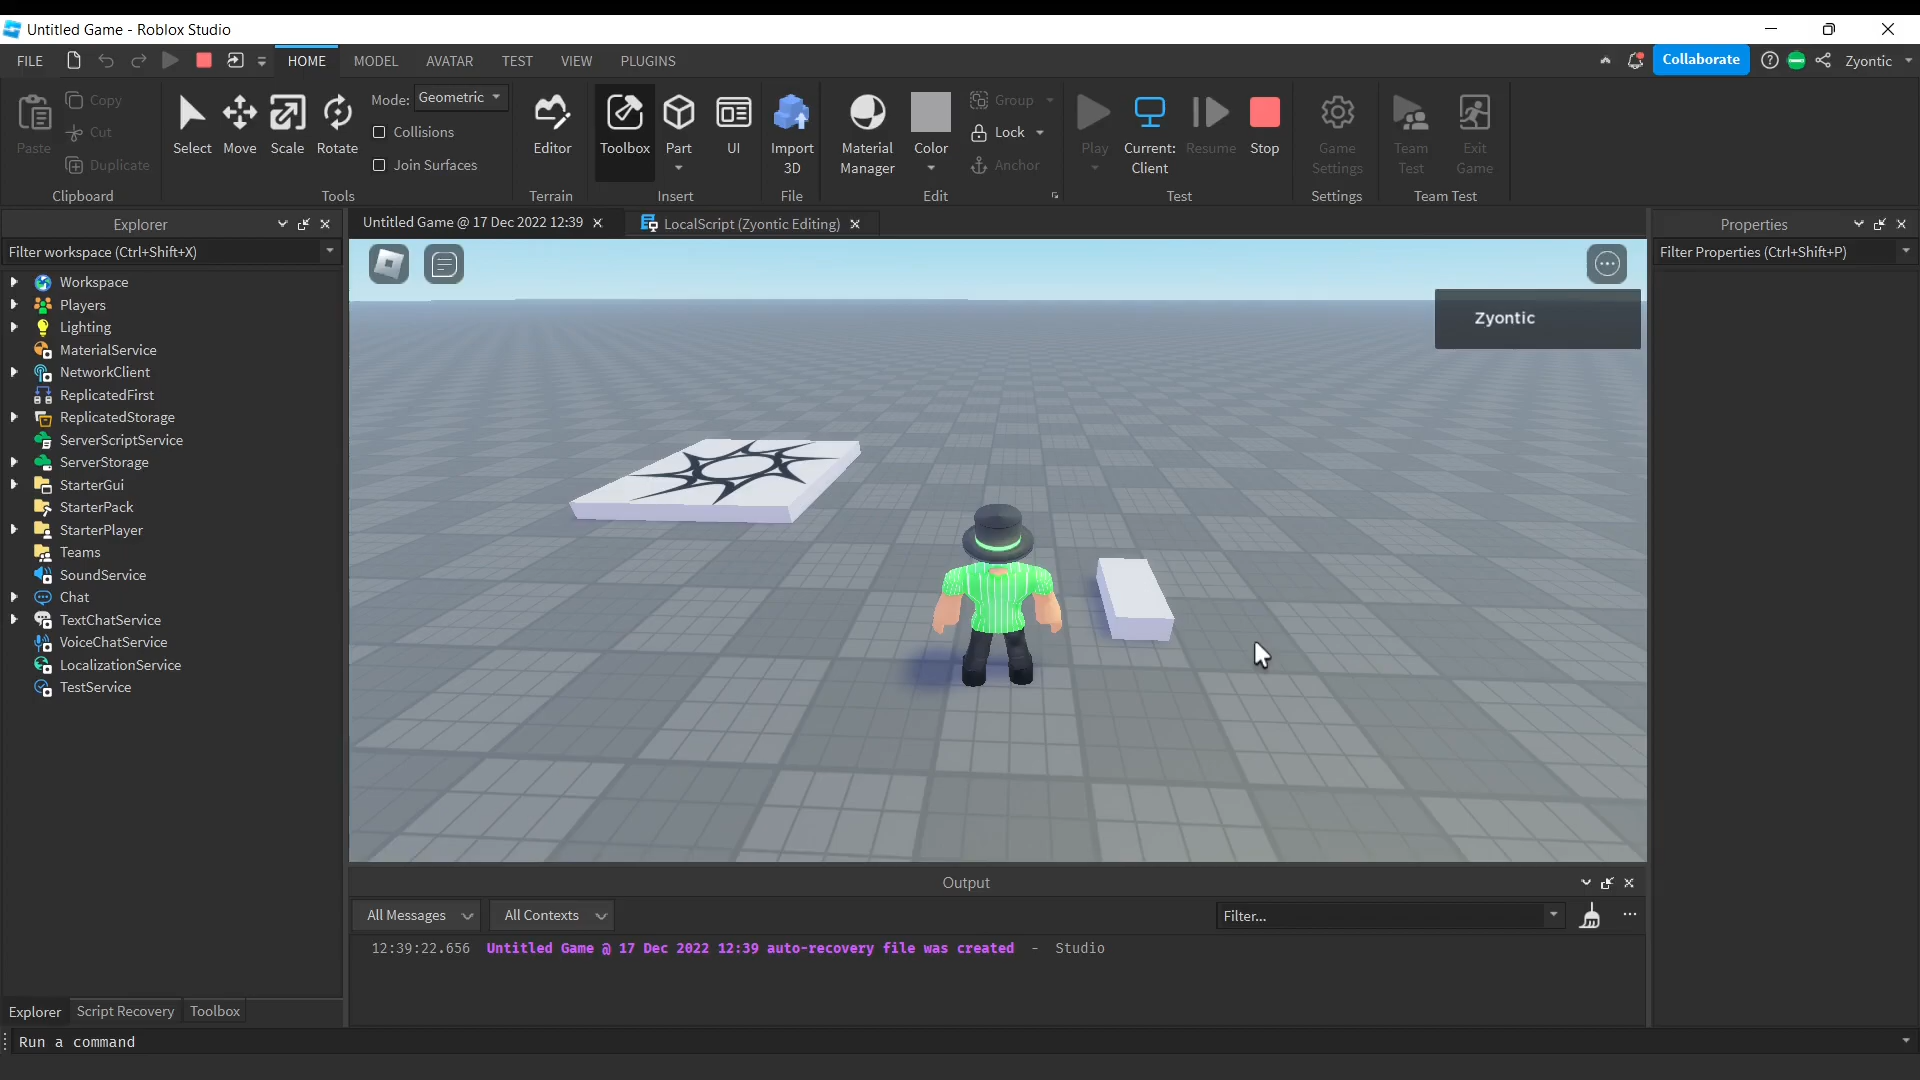 Untitled Game - Roblox Studio
FILE HOME MODEL AVATAR TEST VIEW PLUGINS Collaborate Zyontic
Paste Copy Cut Duplicate
Clipboard
Select Move Scale Rotate Mode: Geometric
Collisions
Join Surfaces
Tools
Editor
Terrain
Toolbox Part UI
Insert
Import
3D
File
Material
Manager
Color
Group
Lock
Anchor
Edit
Play
Current:
Client
Resume
Stop
Test
Game
Settings
Settings
Team
Test
Exit
Game
Team Test
Explorer
Filter workspace (Ctrl+Shift+X)
Workspace
Players
Lighting
MaterialService
NetworkClient
ReplicatedFirst
ReplicatedStorage
ServerScriptService
ServerStorage
StarterGui
StarterPack
StarterPlayer
Teams
SoundService
Chat
TextChatService
VoiceChatService
LocalizationService
TestService
Explorer Script Recovery Toolbox
Untitled Game @ 17 Dec 2022 12:39
LocalScript (Zyontic Editing)
Zyontic
Properties
Filter Properties (Ctrl+Shift+P)
Output
All Messages All Contexts Filter...
12:39:22.656 Untitled Game @ 17 Dec 2022 12:39 auto-recovery file was created - Studio
Run a command